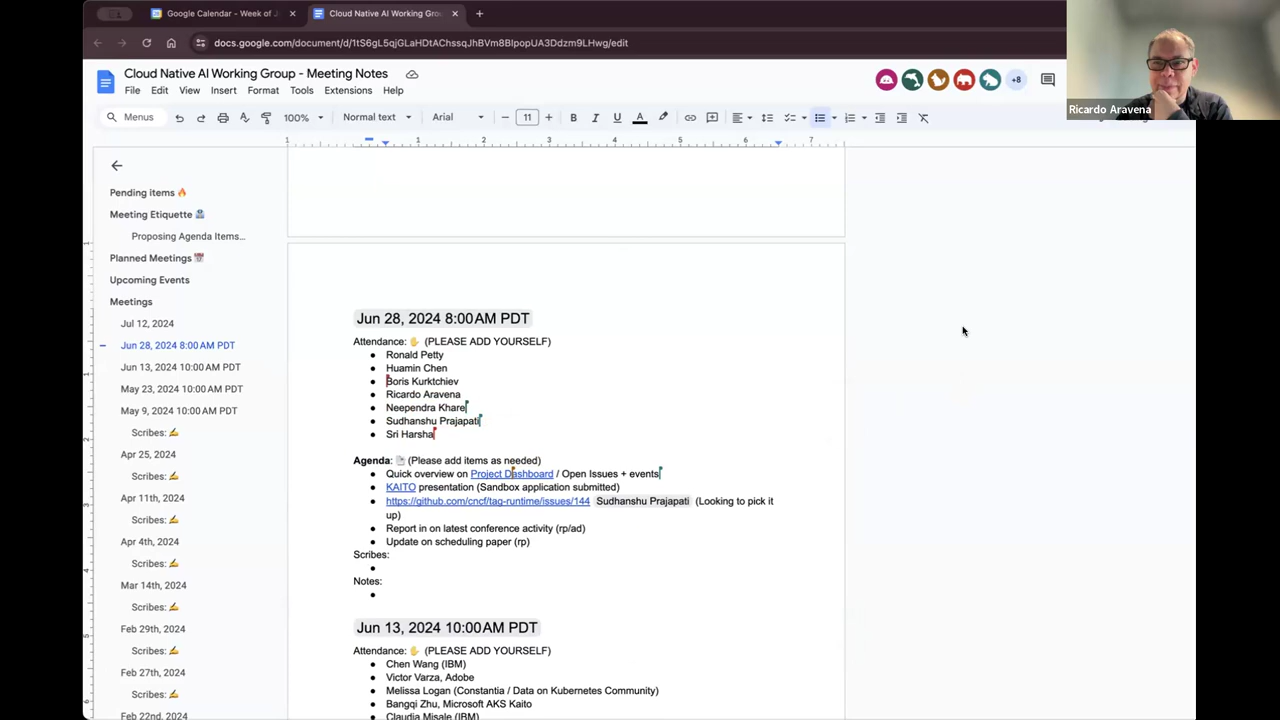 Google Calendar - Week of J
Cloud Native AI Working Grou
docs.google.com/document/d/1tS6gL5qjGLaHDtAChssqJhBVm8BlpopUA3Ddzm9LHwg/edit
Ricardo Aravena
Cloud Native AI Working Group - Meeting Notes
File Edit View Insert Format Tools Extensions Help
+8
Menus 100% Normal text Arial 11 B I U A
1 1 2 3 4 5 6 7
Pending items 🔥
Meeting Etiquette
Proposing Agenda Items...
Planned Meetings 📅
Upcoming Events
Meetings
Jul 12, 2024
Jun 28, 2024 8:00AM PDT
Jun 13, 2024 10:00AM PDT
May 23, 2024 10:00AM PDT
May 9, 2024 10:00AM PDT
Scribes: ✍️
Apr 25, 2024
Scribes: ✍️
Apr 11th, 2024
Scribes: ✍️
Apr 4th, 2024
Scribes: ✍️
Mar 14th, 2024
Scribes: ✍️
Feb 29th, 2024
Scribes: ✍️
Feb 27th, 2024
Scribes: ✍️
Feb 22nd, 2024
Jun 28, 2024 8:00AM PDT
Attendance: ✋ (PLEASE ADD YOURSELF)
● Ronald Petty
● Huamin Chen
● Boris Kurktchiev
● Ricardo Aravena
● Neependra Khare
● Sudhanshu Prajapati
● Sri Harsha
Agenda: (Please add items as needed)
● Quick overview on Project Dashboard / Open Issues + events
● KAITO presentation (Sandbox application submitted)
● https://github.com/cncf/tag-runtime/issues/144 Sudhanshu Prajapati (Looking to pick it
up)
● Report in on latest conference activity (rp/ad)
● Update on scheduling paper (rp)
Scribes:
●
Notes:
●
Jun 13, 2024 10:00AM PDT
Attendance: ✋ (PLEASE ADD YOURSELF)
● Chen Wang (IBM)
● Victor Varza, Adobe
● Melissa Logan (Constantia / Data on Kubernetes Community)
● Bangqi Zhu, Microsoft AKS Kaito
● Claudia Misale (IBM)